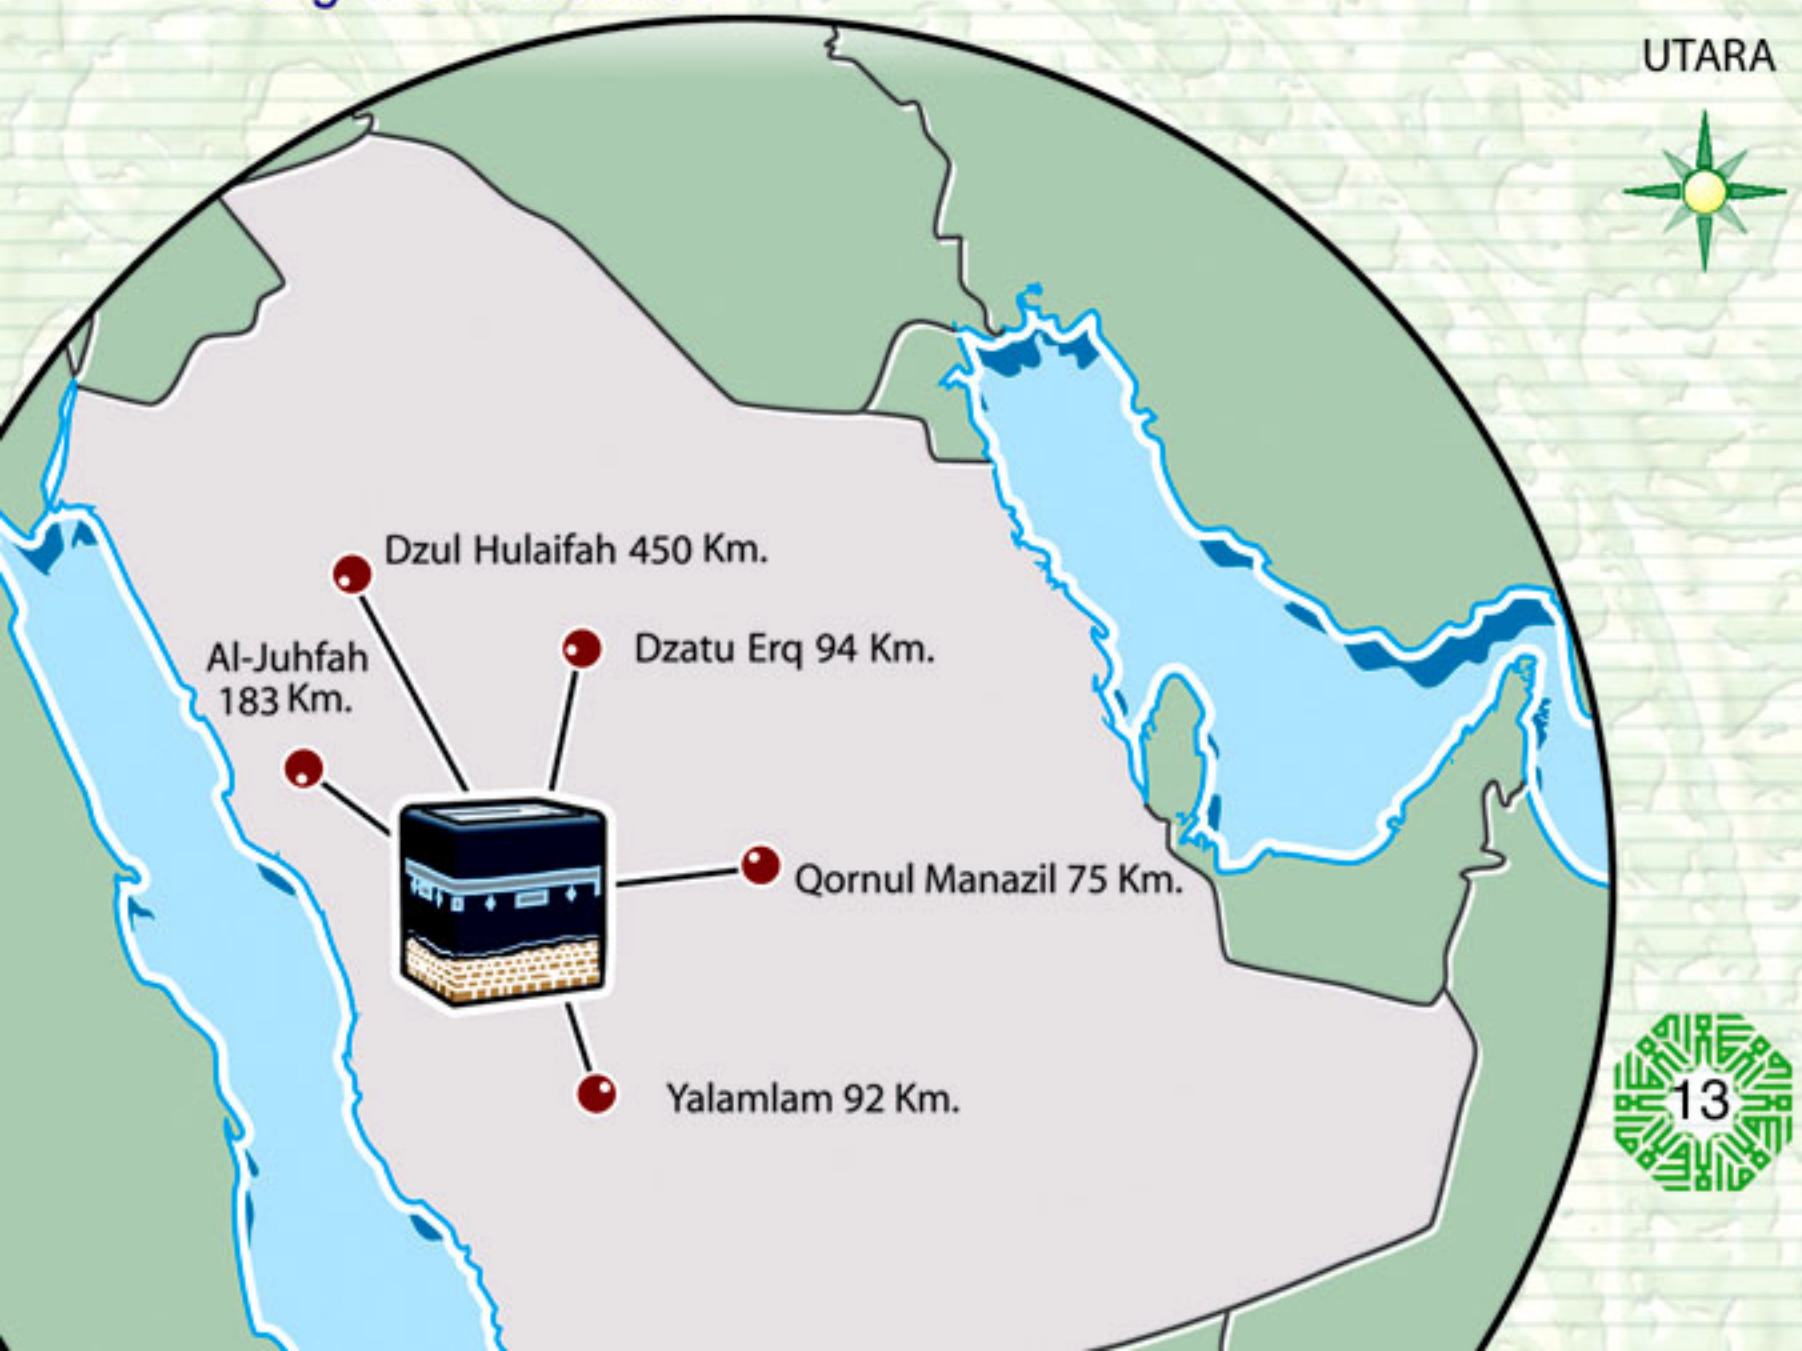 UTARA
Dzul Hulaifah 450 Km.
Dzatu Erq 94 Km.
Al-Juhfah
183 Km.
Qornul Manazil 75 Km.
Yalamlam 92 Km.
13